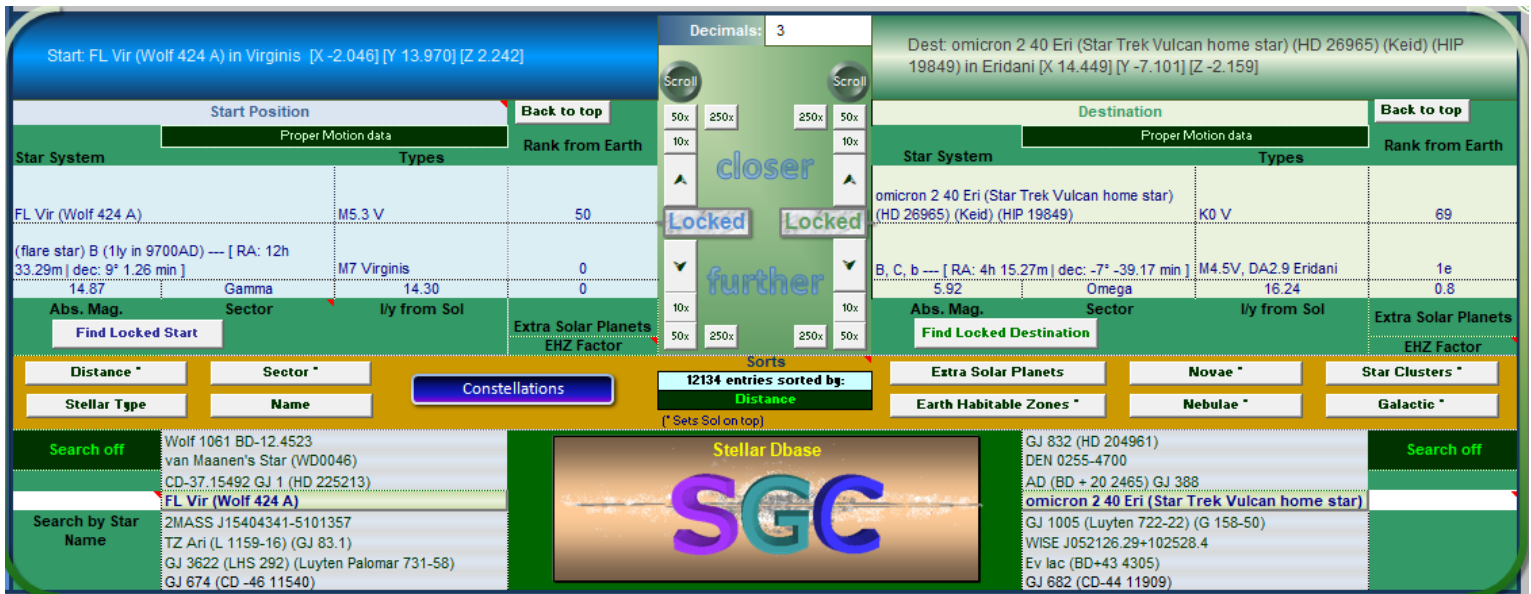 Start: FL Vir (Wolf 424 A) in Virginis [X -2.046] [Y 13.970] [Z 2.242]
Decimals: 3
Dest: omicron 2 40 Eri (Star Trek Vulcan home star) (HD 26965) (Keid) (HIP
19849) in Eridani [X 14.449] [Y -7.101] [Z -2.159]
Scroll Scroll
Start Position Back to top
Proper Motion data
Star System Types Rank from Earth
FL Vir (Wolf 424 A) M5.3 V 50
(flare star) B (1ly in 9700AD) --- [ RA: 12h
33.29m | dec: 9° 1.26 min ] M7 Virginis 0
14.87 Gamma 14.30 0
Abs. Mag. Sector l/y from Sol Extra Solar Planets
Find Locked Start EHZ Factor
50x 250x 250x 50x
10x 10x
closer
Locked Locked
further
10x 10x
50x 250x 250x 50x
Destination Back to top
Proper Motion data
Star System Types Rank from Earth
omicron 2 40 Eri (Star Trek Vulcan home star)
(HD 26965) (Keid) (HIP 19849) K0 V 69
B, C, b --- [ RA: 4h 15.27m | dec: -7° -39.17 min ] M4.5V, DA2.9 Eridani 1e
5.92 Omega 16.24 0.8
Abs. Mag. Sector l/y from Sol Extra Solar Planets
Find Locked Destination EHZ Factor
Distance * Sector *
Stellar Type Name
Constellations
Sorts
12134 entries sorted by:
Distance
(* Sets Sol on top)
Extra Solar Planets Novae * Star Clusters *
Earth Habitable Zones * Nebulae * Galactic *
Search off
Search by Star
Name
Wolf 1061 BD-12.4523
van Maanen's Star (WD0046)
CD-37.15492 GJ 1 (HD 225213)
FL Vir (Wolf 424 A)
2MASS J15404341-5101357
TZ Ari (L 1159-16) (GJ 83.1)
GJ 3622 (LHS 292) (Luyten Palomar 731-58)
GJ 674 (CD -46 11540)
Stellar Dbase
SGC
GJ 832 (HD 204961)
DEN 0255-4700
AD (BD + 20 2465) GJ 388
omicron 2 40 Eri (Star Trek Vulcan home star)
GJ 1005 (Luyten 722-22) (G 158-50)
WISE J052126.29+102528.4
Ev lac (BD+43 4305)
GJ 682 (CD-44 11909)
Search off